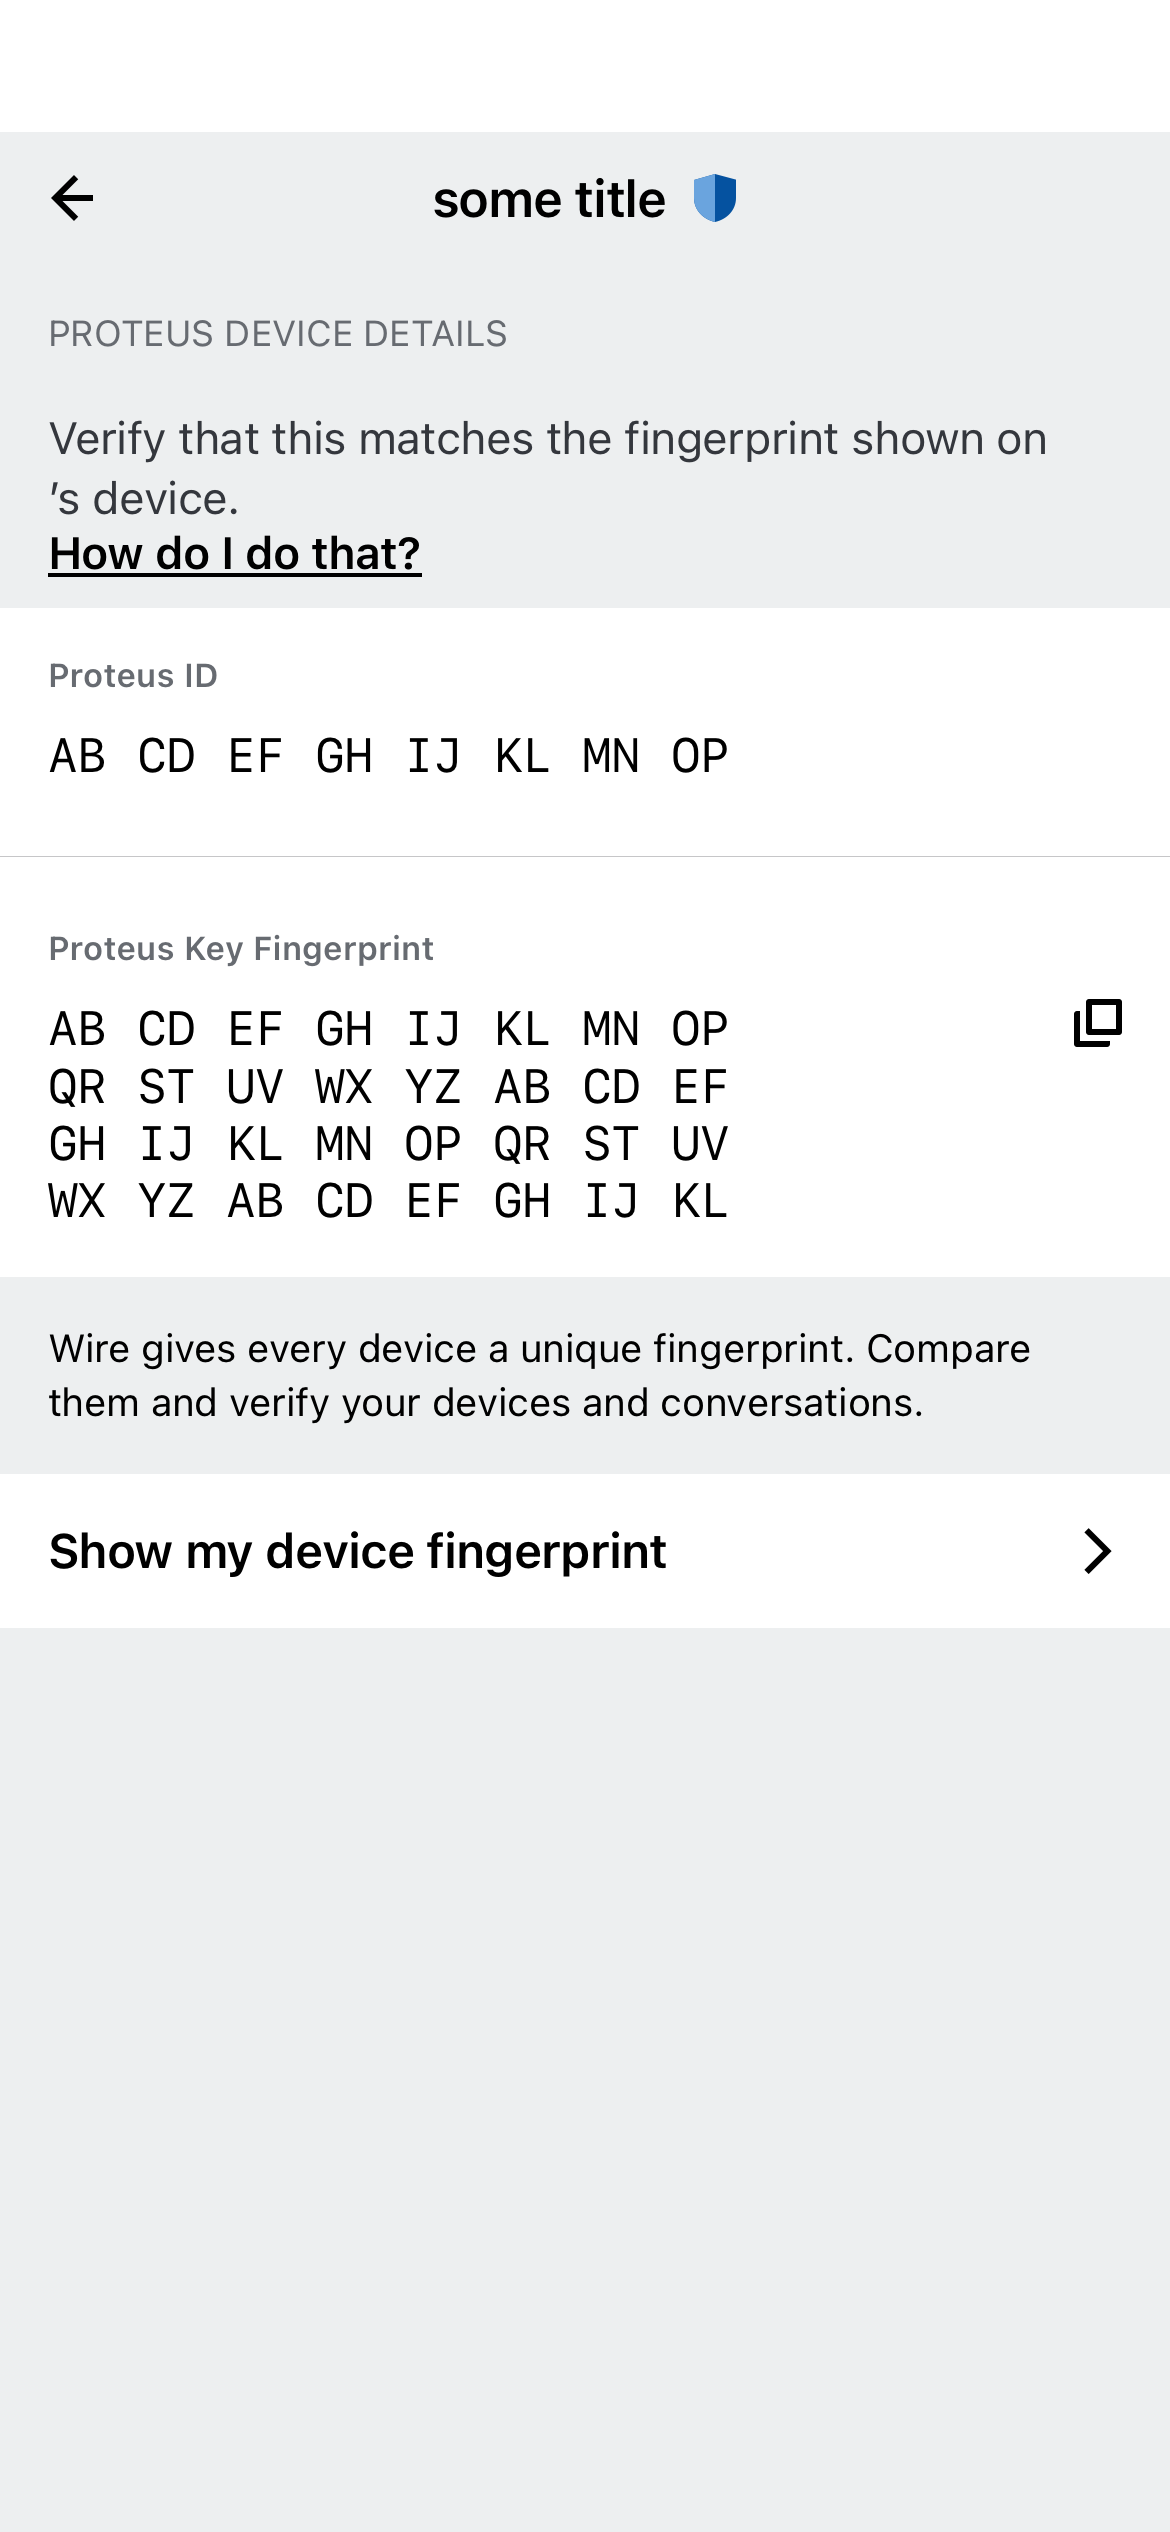 some title
PROTEUS DEVICE DETAILS
Verify that this matches the fingerprint shown on
’s device.
How do I do that?
Proteus ID
AB CD EF GH IJ KL MN OP
Proteus Key Fingerprint
AB CD EF GH IJ KL MN OP
QR ST UV WX YZ AB CD EF
GH IJ KL MN OP QR ST UV
WX YZ AB CD EF GH IJ KL
Wire gives every device a unique fingerprint. Compare
them and verify your devices and conversations.
Show my device fingerprint